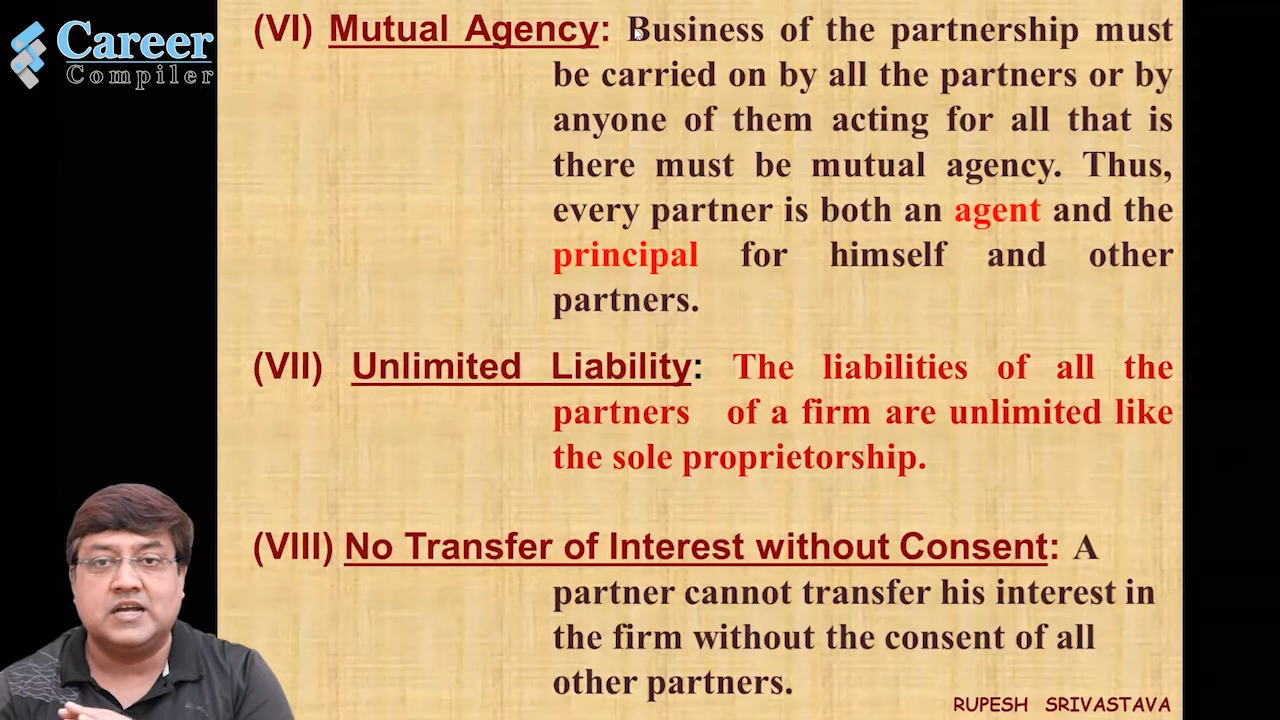 Career
Compiler
(VI) Mutual Agency: Business of the partnership must
be carried on by all the partners or by
anyone of them acting for all that is
there must be mutual agency. Thus,
every partner is both an agent and the
principal for himself and other
partners.
(VII) Unlimited Liability: The liabilities of all the
partners of a firm are unlimited like
the sole proprietorship.
(VIII) No Transfer of Interest without Consent: A
partner cannot transfer his interest in
the firm without the consent of all
other partners.
RUPESH SRIVASTAVA